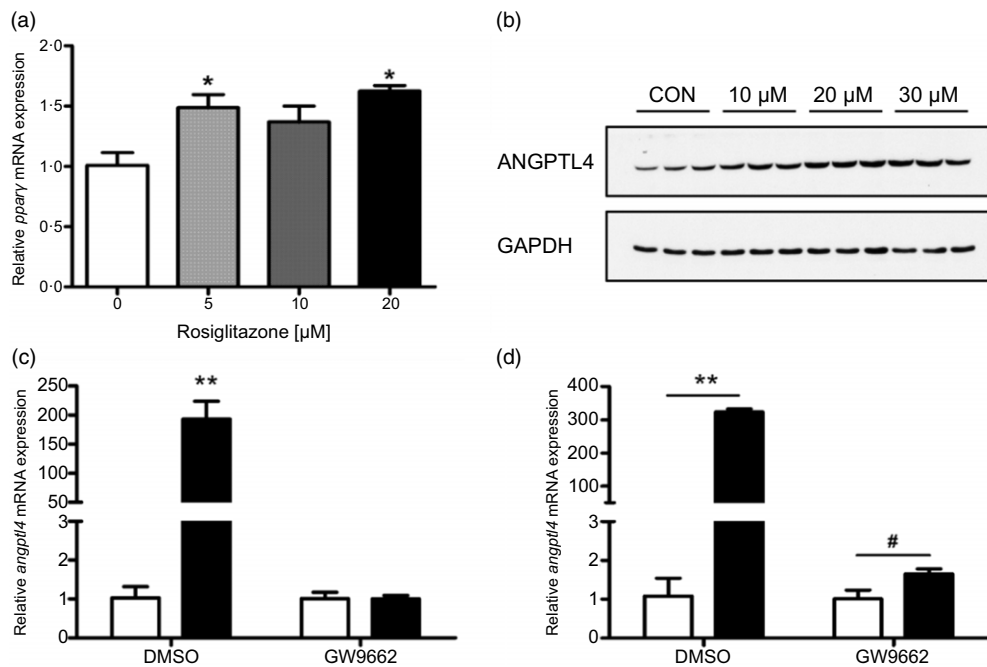 (a)
Relative pparγ mRNA expression
2·0
1·5
1·0
0·5
0·0
*
*
0
5
10
20
Rosiglitazone [µM]
(b)
CON
10 µM
20 µM
30 µM
ANGPTL4
GAPDH
(c)
Relative angptl4 mRNA expression
250
200
150
100
50
3
2
1
0
**
DMSO
GW9662
(d)
Relative angptl4 mRNA expression
400
300
200
100
3
2
1
0
**
#
DMSO
GW9662